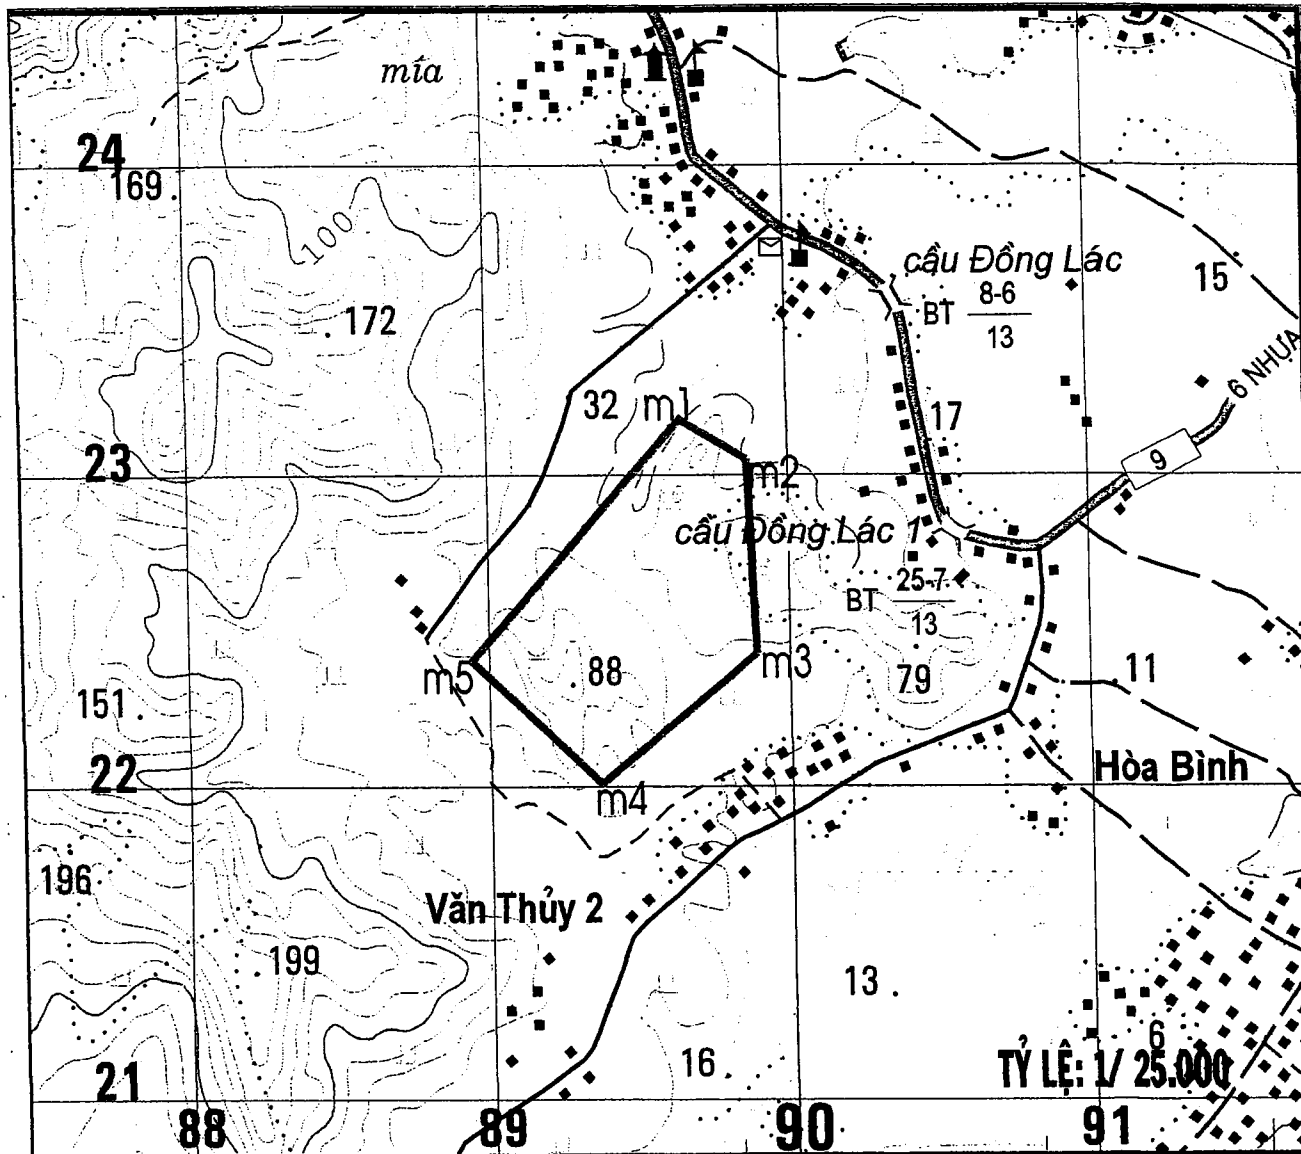 mía
24
169
100
cầu Đồng Lác
BT 8-6
13
15
172
6 NHỰA
32
m1
17
9
23
m2
cầu Đồng Lác 1
BT 25-7
13
m5
88
m3
79
11
151
22
m4
Hòa Bình
196
Văn Thủy 2
199
13
6
16
TỶ LỆ: 1/ 25.000
21
88
89
90
91